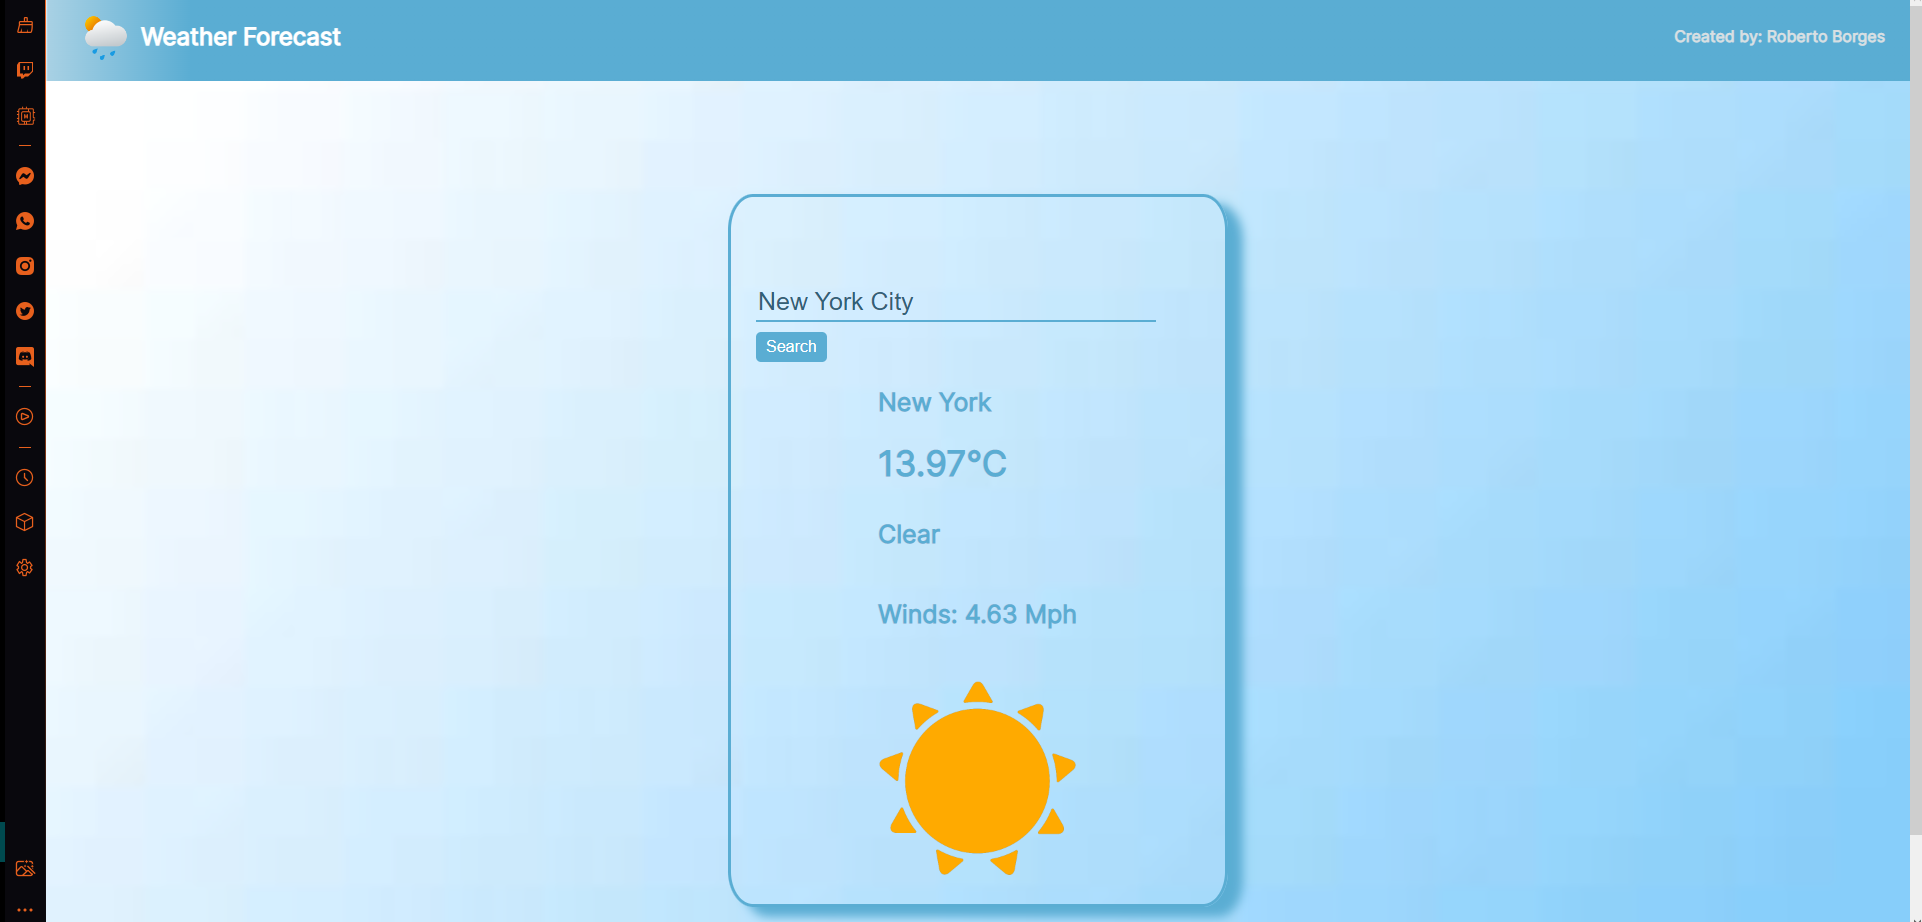 Weather Forecast
Created by: Roberto Borges
New York City
Search
New York
13.97°C
Clear
Winds: 4.63 Mph